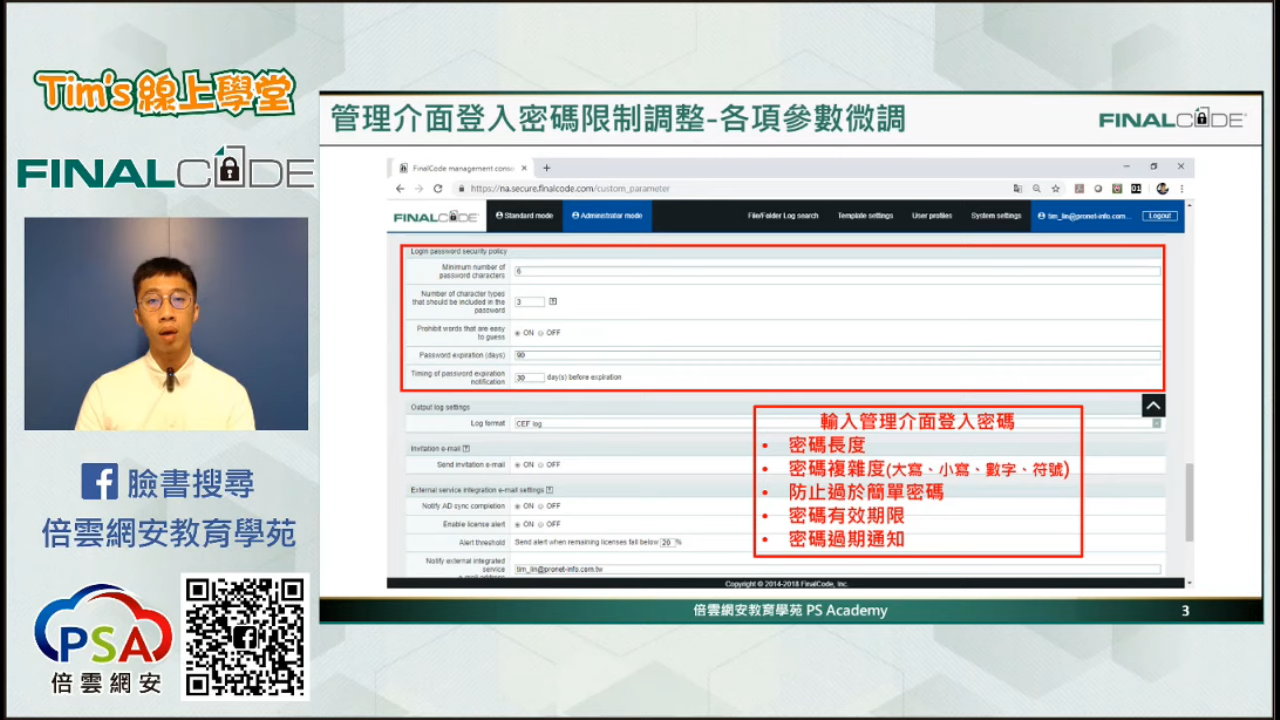 Tim's線上學堂
FINALCODE
臉書搜尋
倍雲網安教育學苑
PSA
倍雲網安
管理介面登入密碼限制調整-各項參數微調
FINALCODE
FinalCode management conso
https://na.secure.finalcode.com/custom_parameter
FINALCODE
Standard mode
Administrator mode
File/Folder Log search
Template settings
User profiles
System settings
tim_lin@pronet-info.com...
Logout
Login password security policy
Minimum number of
password characters
6
Number of character types
that should be included in the
password
3
Prohibit words that are easy
to guess
ON OFF
Password expiration (days)
90
Timing of password expiration
notification
30 day(s) before expiration
Output log settings
Log format
CEF log
Invitation e-mail
Send invitation e-mail
ON OFF
External service integration e-mail settings
Notify AD sync completion
ON OFF
Enable license alert
ON OFF
Alert threshold
Send alert when remaining licenses fall below 20 %
Notify external integrated
service
e-mail address
tim_lin@pronet-info.com.tw
輸入管理介面登入密碼
• 密碼長度
• 密碼複雜度(大寫、小寫、數字、符號)
• 防止過於簡單密碼
• 密碼有效期限
• 密碼過期通知
Copyright © 2014-2018 FinalCode, Inc.
倍雲網安教育學苑 PS Academy
3